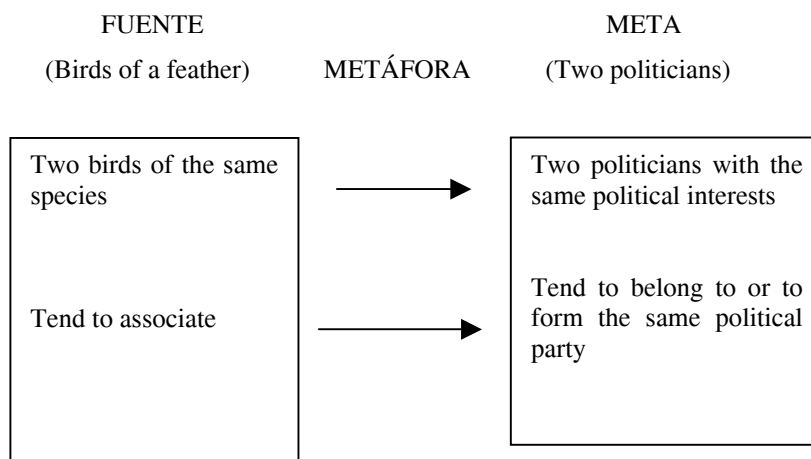 FUENTE
META
(Birds of a feather)
METÁFORA
(Two politicians)
Two birds of the same
species
Tend to associate
Two politicians with the
same political interests
Tend to belong to or to
form the same political
party